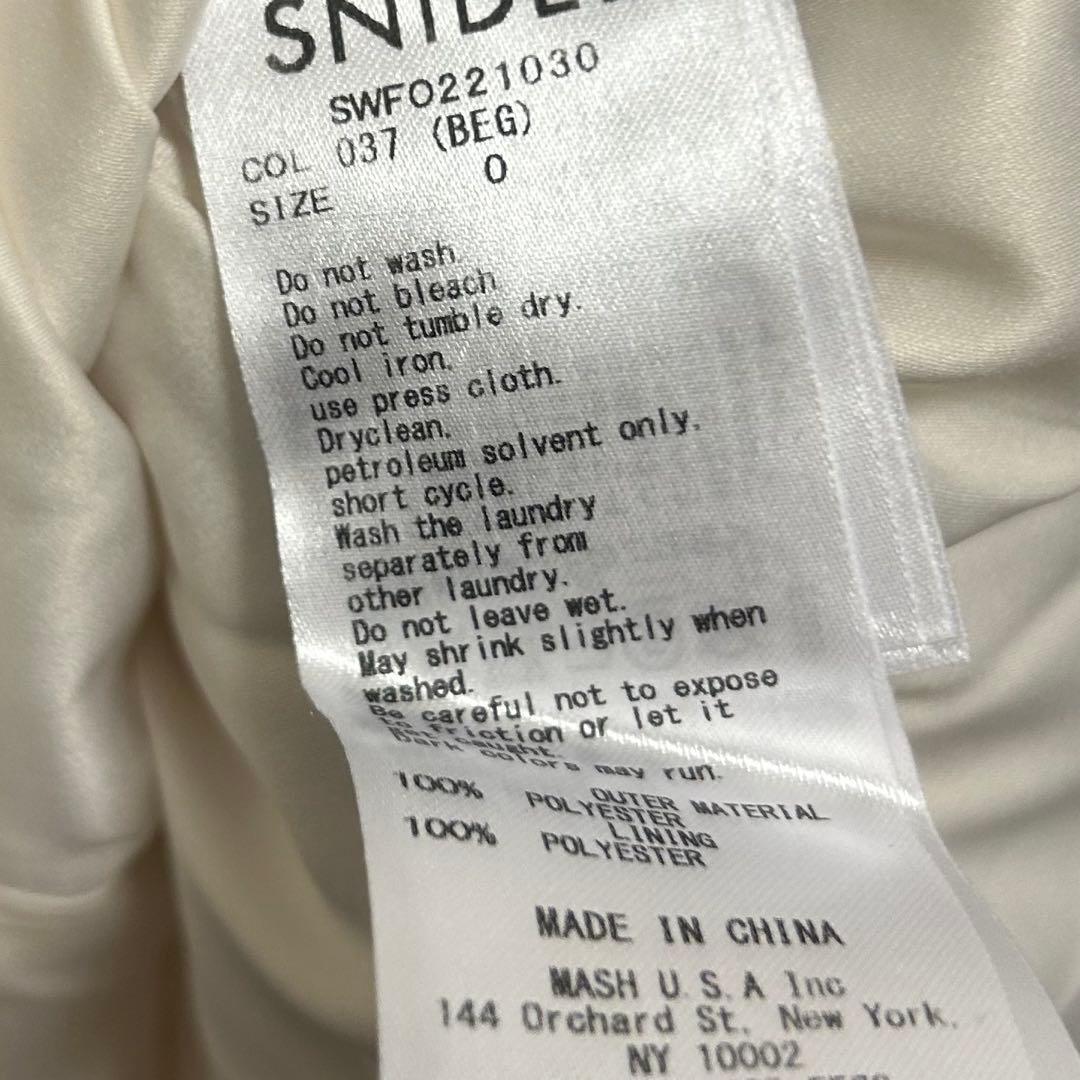 SNIDEL
SWFO221030
COL 037 (BEG)
SIZE 0
Do not wash.
Do not bleach
Do not tumble dry.
Cool iron.
use press cloth.
Dryclean.
petroleum solvent only.
short cycle.
Wash the laundry
separately from
other laundry.
Do not leave wet.
May shrink slightly when
washed.
Be careful not to expose
to friction or let it
get caught.
Dark colors may run.
OUTER MATERIAL
100% POLYESTER
LINING
100% POLYESTER
MADE IN CHINA
MASH U.S.A Inc
144 Orchard St. New York.
NY 10002